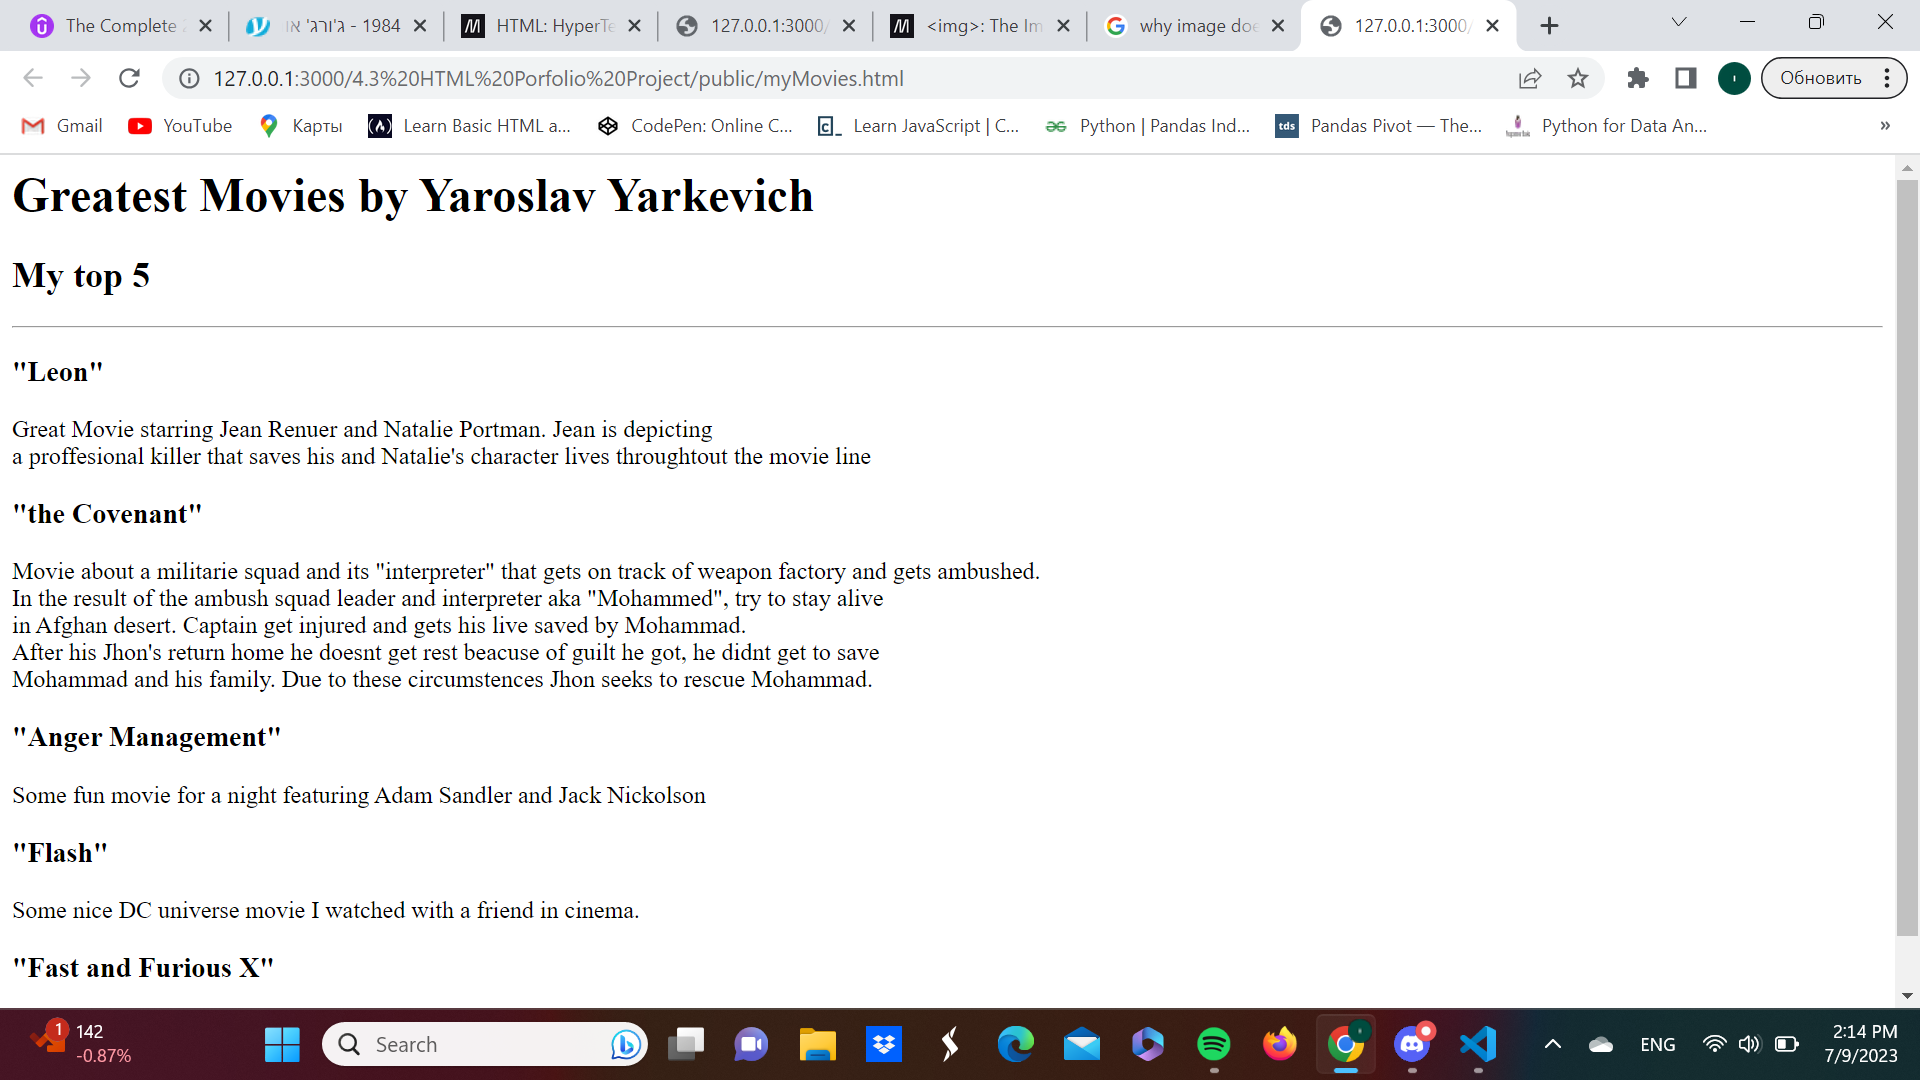 The Complete
ג'ורג' או - 1984
HTML: HyperTe
127.0.0.1:3000/
<img>: The Im
why image doe
127.0.0.1:3000/
127.0.0.1:3000/4.3%20HTML%20Porfolio%20Project/public/myMovies.html
Обновить
Gmail
YouTube
Карты
Learn Basic HTML a...
CodePen: Online C...
Learn JavaScript | C...
Python | Pandas Ind...
tds
Pandas Pivot — The...
Python for Data An...
»
Greatest Movies by Yaroslav Yarkevich
My top 5
"Leon"
Great Movie starring Jean Renuer and Natalie Portman. Jean is depicting
a proffesional killer that saves his and Natalie's character lives throughtout the movie line
"the Covenant"
Movie about a militarie squad and its "interpreter" that gets on track of weapon factory and gets ambushed.
In the result of the ambush squad leader and interpreter aka "Mohammed", try to stay alive
in Afghan desert. Captain get injured and gets his live saved by Mohammad.
After his Jhon's return home he doesnt get rest beacuse of guilt he got, he didnt get to save
Mohammad and his family. Due to these circumstences Jhon seeks to rescue Mohammad.
"Anger Management"
Some fun movie for a night featuring Adam Sandler and Jack Nickolson
"Flash"
Some nice DC universe movie I watched with a friend in cinema.
"Fast and Furious X"
1
142
-0.87%
Search
ENG
2:14 PM
7/9/2023